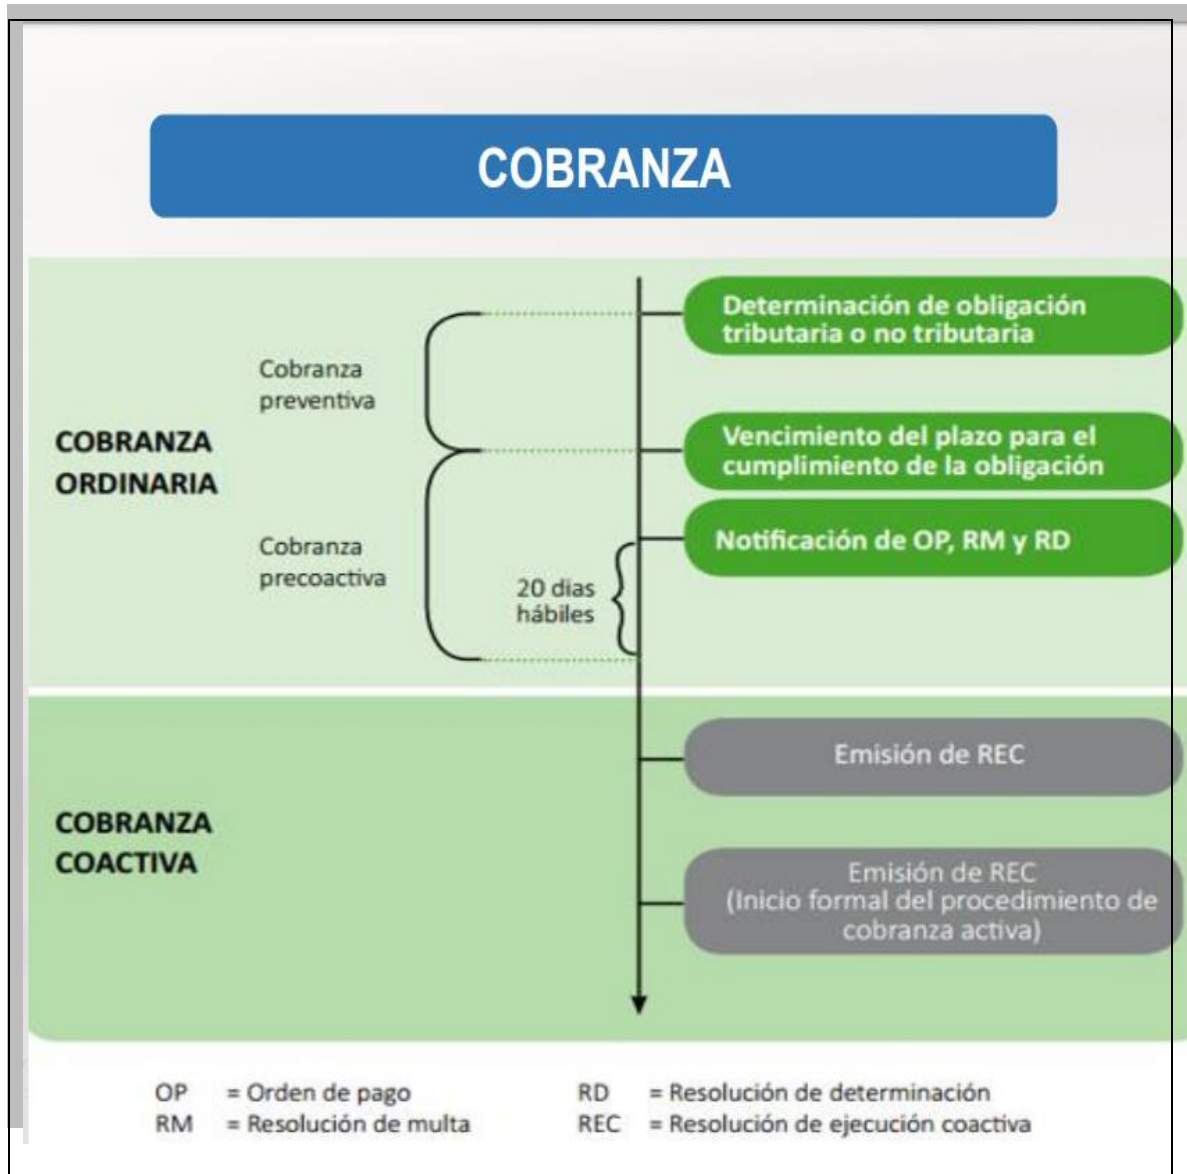 COBRANZA
COBRANZA
ORDINARIA
Cobranza
preventiva
Cobranza
precoactiva
20 dias
hábiles
Determinación de obligación
tributaria o no tributaria
Vencimiento del plazo para el
cumplimiento de la obligación
Notificación de OP, RM y RD
COBRANZA
COACTIVA
Emisión de REC
Emisión de REC
(Inicio formal del procedimiento de
cobranza activa)
OP = Orden de pago
RM = Resolución de multa
RD = Resolución de determinación
REC = Resolución de ejecución coactiva